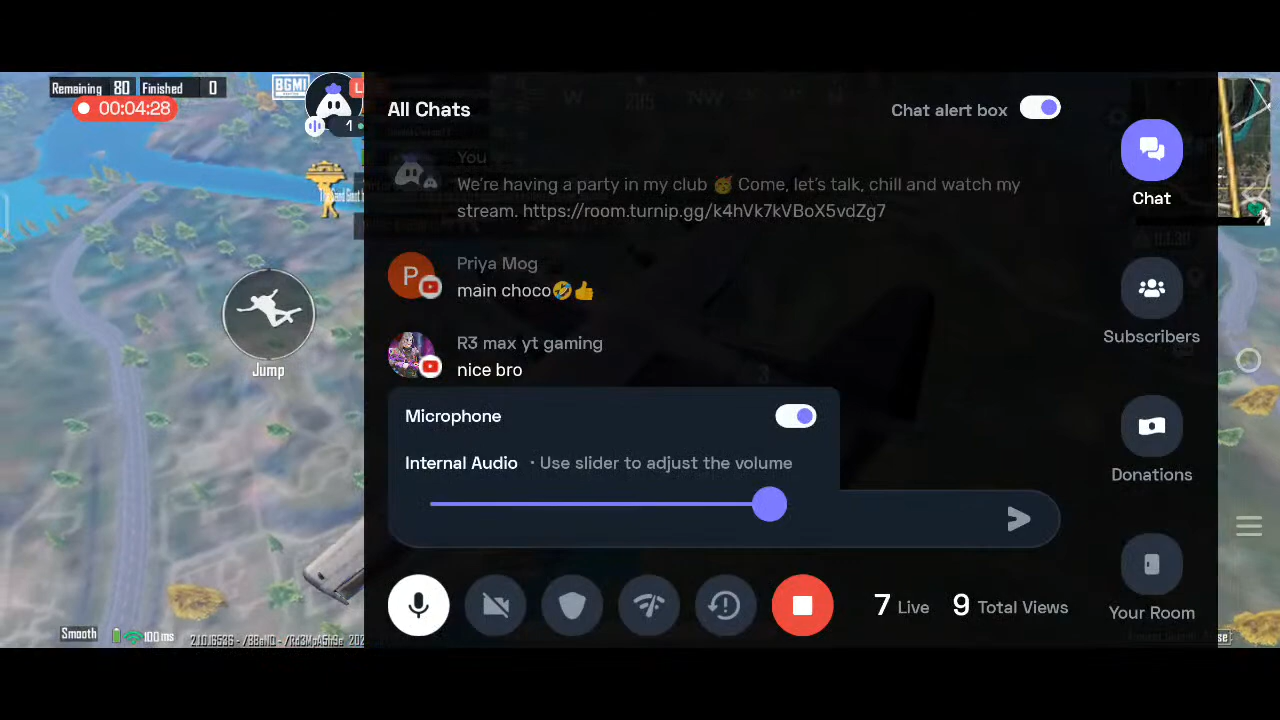 Remaining 80 Finished 0
BGMI
00:04:28
1
All Chats
Chat alert box
You
We're having a party in my club 🥳 Come, let's talk, chill and watch my
stream. https://room.turnip.gg/k4hVk7kVBoX5vdZg7
Chat
P
Priya Mog
main choco🤣👍
Subscribers
R3 max yt gaming
nice bro
Jump
Microphone
Internal Audio · Use slider to adjust the volume
Donations
7 Live 9 Total Views
Your Room
Smooth
100 ms